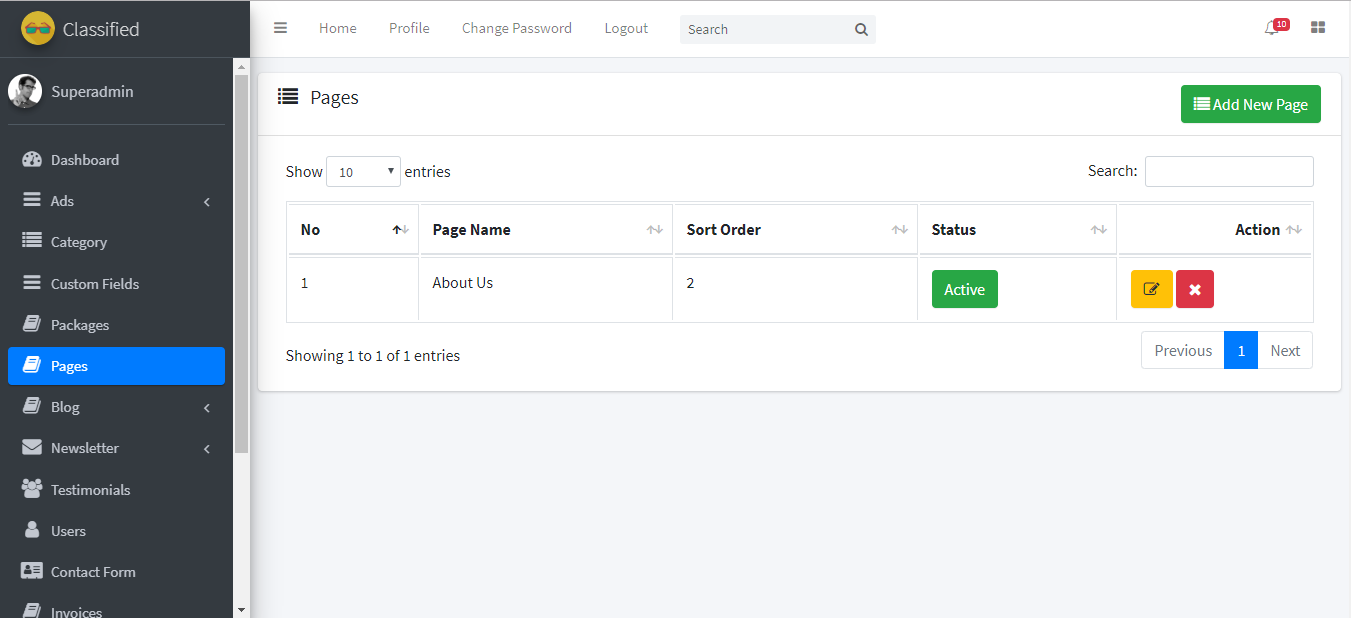 Classified
Home Profile Change Password Logout Search 10
Superadmin
Dashboard
Ads
Category
Custom Fields
Packages
Pages
Blog
Newsletter
Testimonials
Users
Contact Form
Invoices
Pages
Add New Page
Show 10 entries Search:
No Page Name Sort Order Status Action
1 About Us 2 Active
Showing 1 to 1 of 1 entries
Previous 1 Next